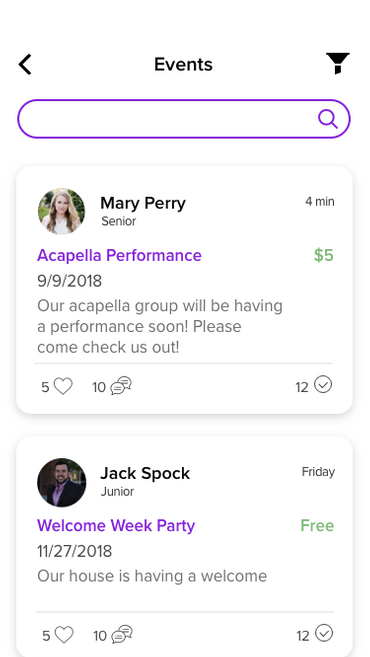 Events
Mary Perry
4 min
Senior
Acapella Performance
$5
9/9/2018
Our acapella group will be having
a performance soon! Please
come check us out!
5
10
12
Jack Spock
Friday
Junior
Welcome Week Party
Free
11/27/2018
Our house is having a welcome
5
10
12